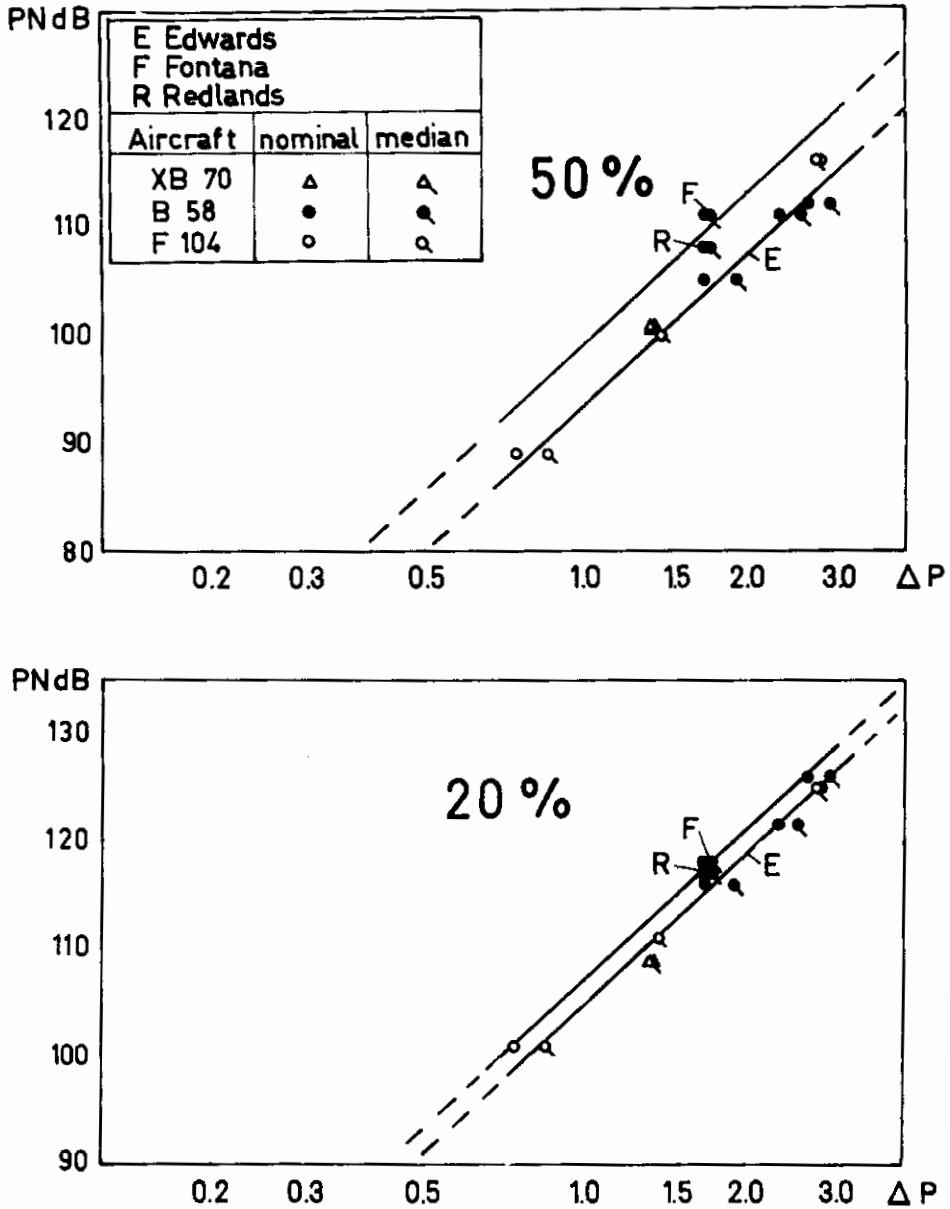 PNdB
E Edwards
F Fontana
R Redlands
Aircraft nominal median
XB 70
B 58
F 104
50%
F
R
E
120
110
100
90
80
0.2 0.3 0.5 1.0 1.5 2.0 3.0 ΔP
PNdB
20%
F
R
E
130
120
110
100
90
0.2 0.3 0.5 1.0 1.5 2.0 3.0 ΔP